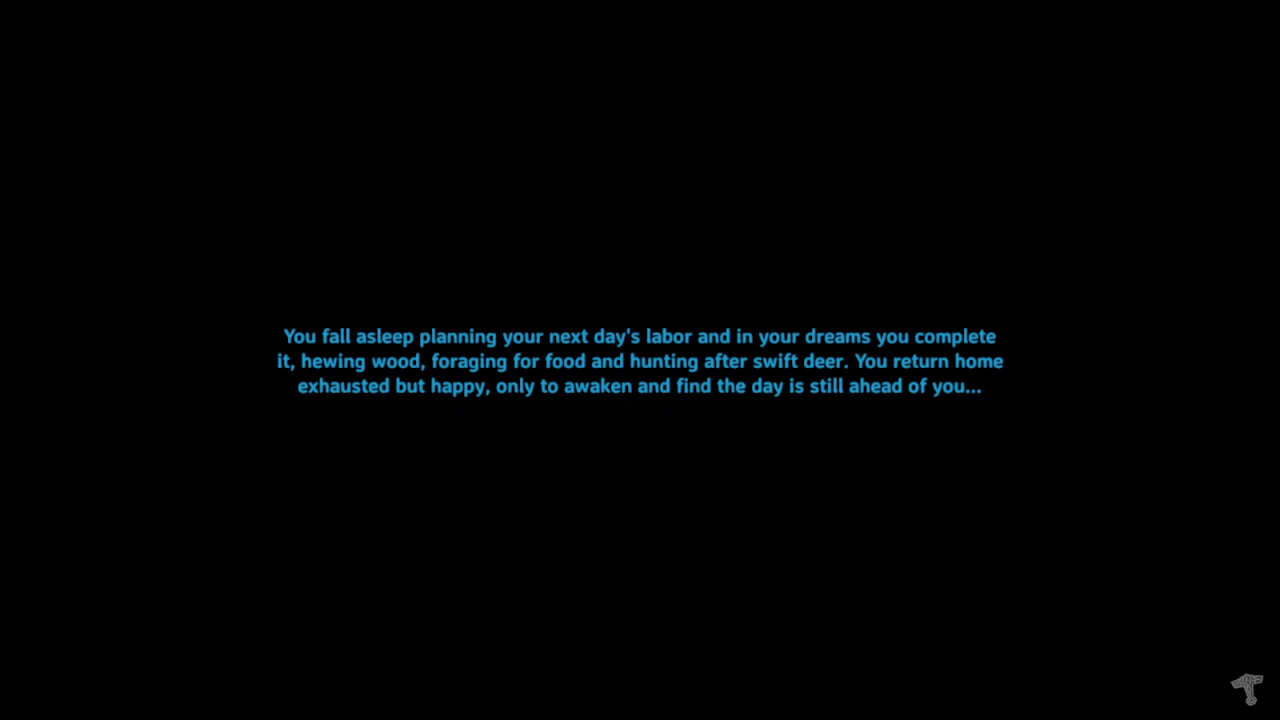 You fall asleep planning your next day's labor and in your dreams you complete
it, hewing wood, foraging for food and hunting after swift deer. You return home
exhausted but happy, only to awaken and find the day is still ahead of you...